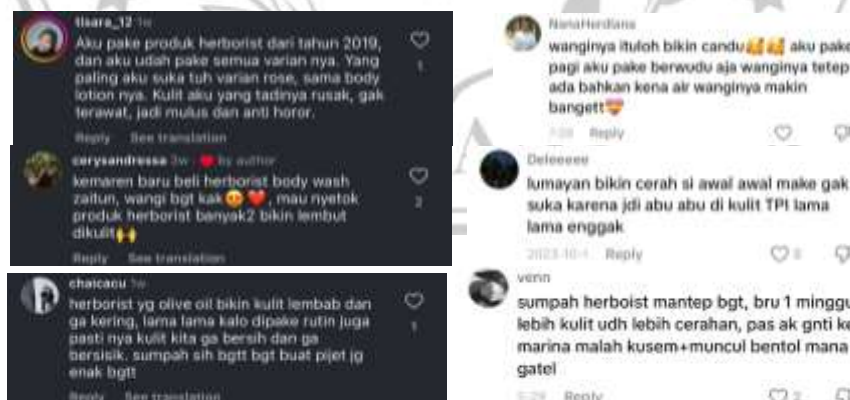 tisara_12 1w
Aku pake produk herborist dari tahun 2019,
dan aku udah pake semua varian nya. Yang
paling aku suka tuh varian rose, sama body
lotion nya. Kulit aku yang tadinya rusak, gak
terawat, jadi mulus dan anti horor.
1
Reply See translation
cerysandressa 3w by author
kemaren baru beli herborist body wash
zaitun, wangi bgt kak😍❤️, mau nyetok
produk herborist banyak2 bikin lembut
dikulit🙌
2
Reply See translation
chaicacu 1w
herborist yg olive oil bikin kulit lembab dan
ga kering, lama lama kalo dipake rutin juga
pasti nya kulit kita ga bersih dan ga
bersisik. sumpah sih bgtt bgt buat pijet jg
enak bgtt
1
Reply See translation
NanaHerdiana
wanginya ituloh bikin candu🥰🥰 aku pake
pagi aku pake berwudu aja wanginya tetep
ada bahkan kena air wanginya makin
bangett💝
Reply
Deleeeee
lumayan bikin cerah si awal awal make gak
suka karena jdi abu abu di kulit TPI lama
lama enggak
Reply
venn
sumpah herboist mantep bgt, bru 1 minggu
lebih kulit udh lebih cerahan, pas ak gnti ke
marina malah kusem+muncul bentol mana
gatel
Reply